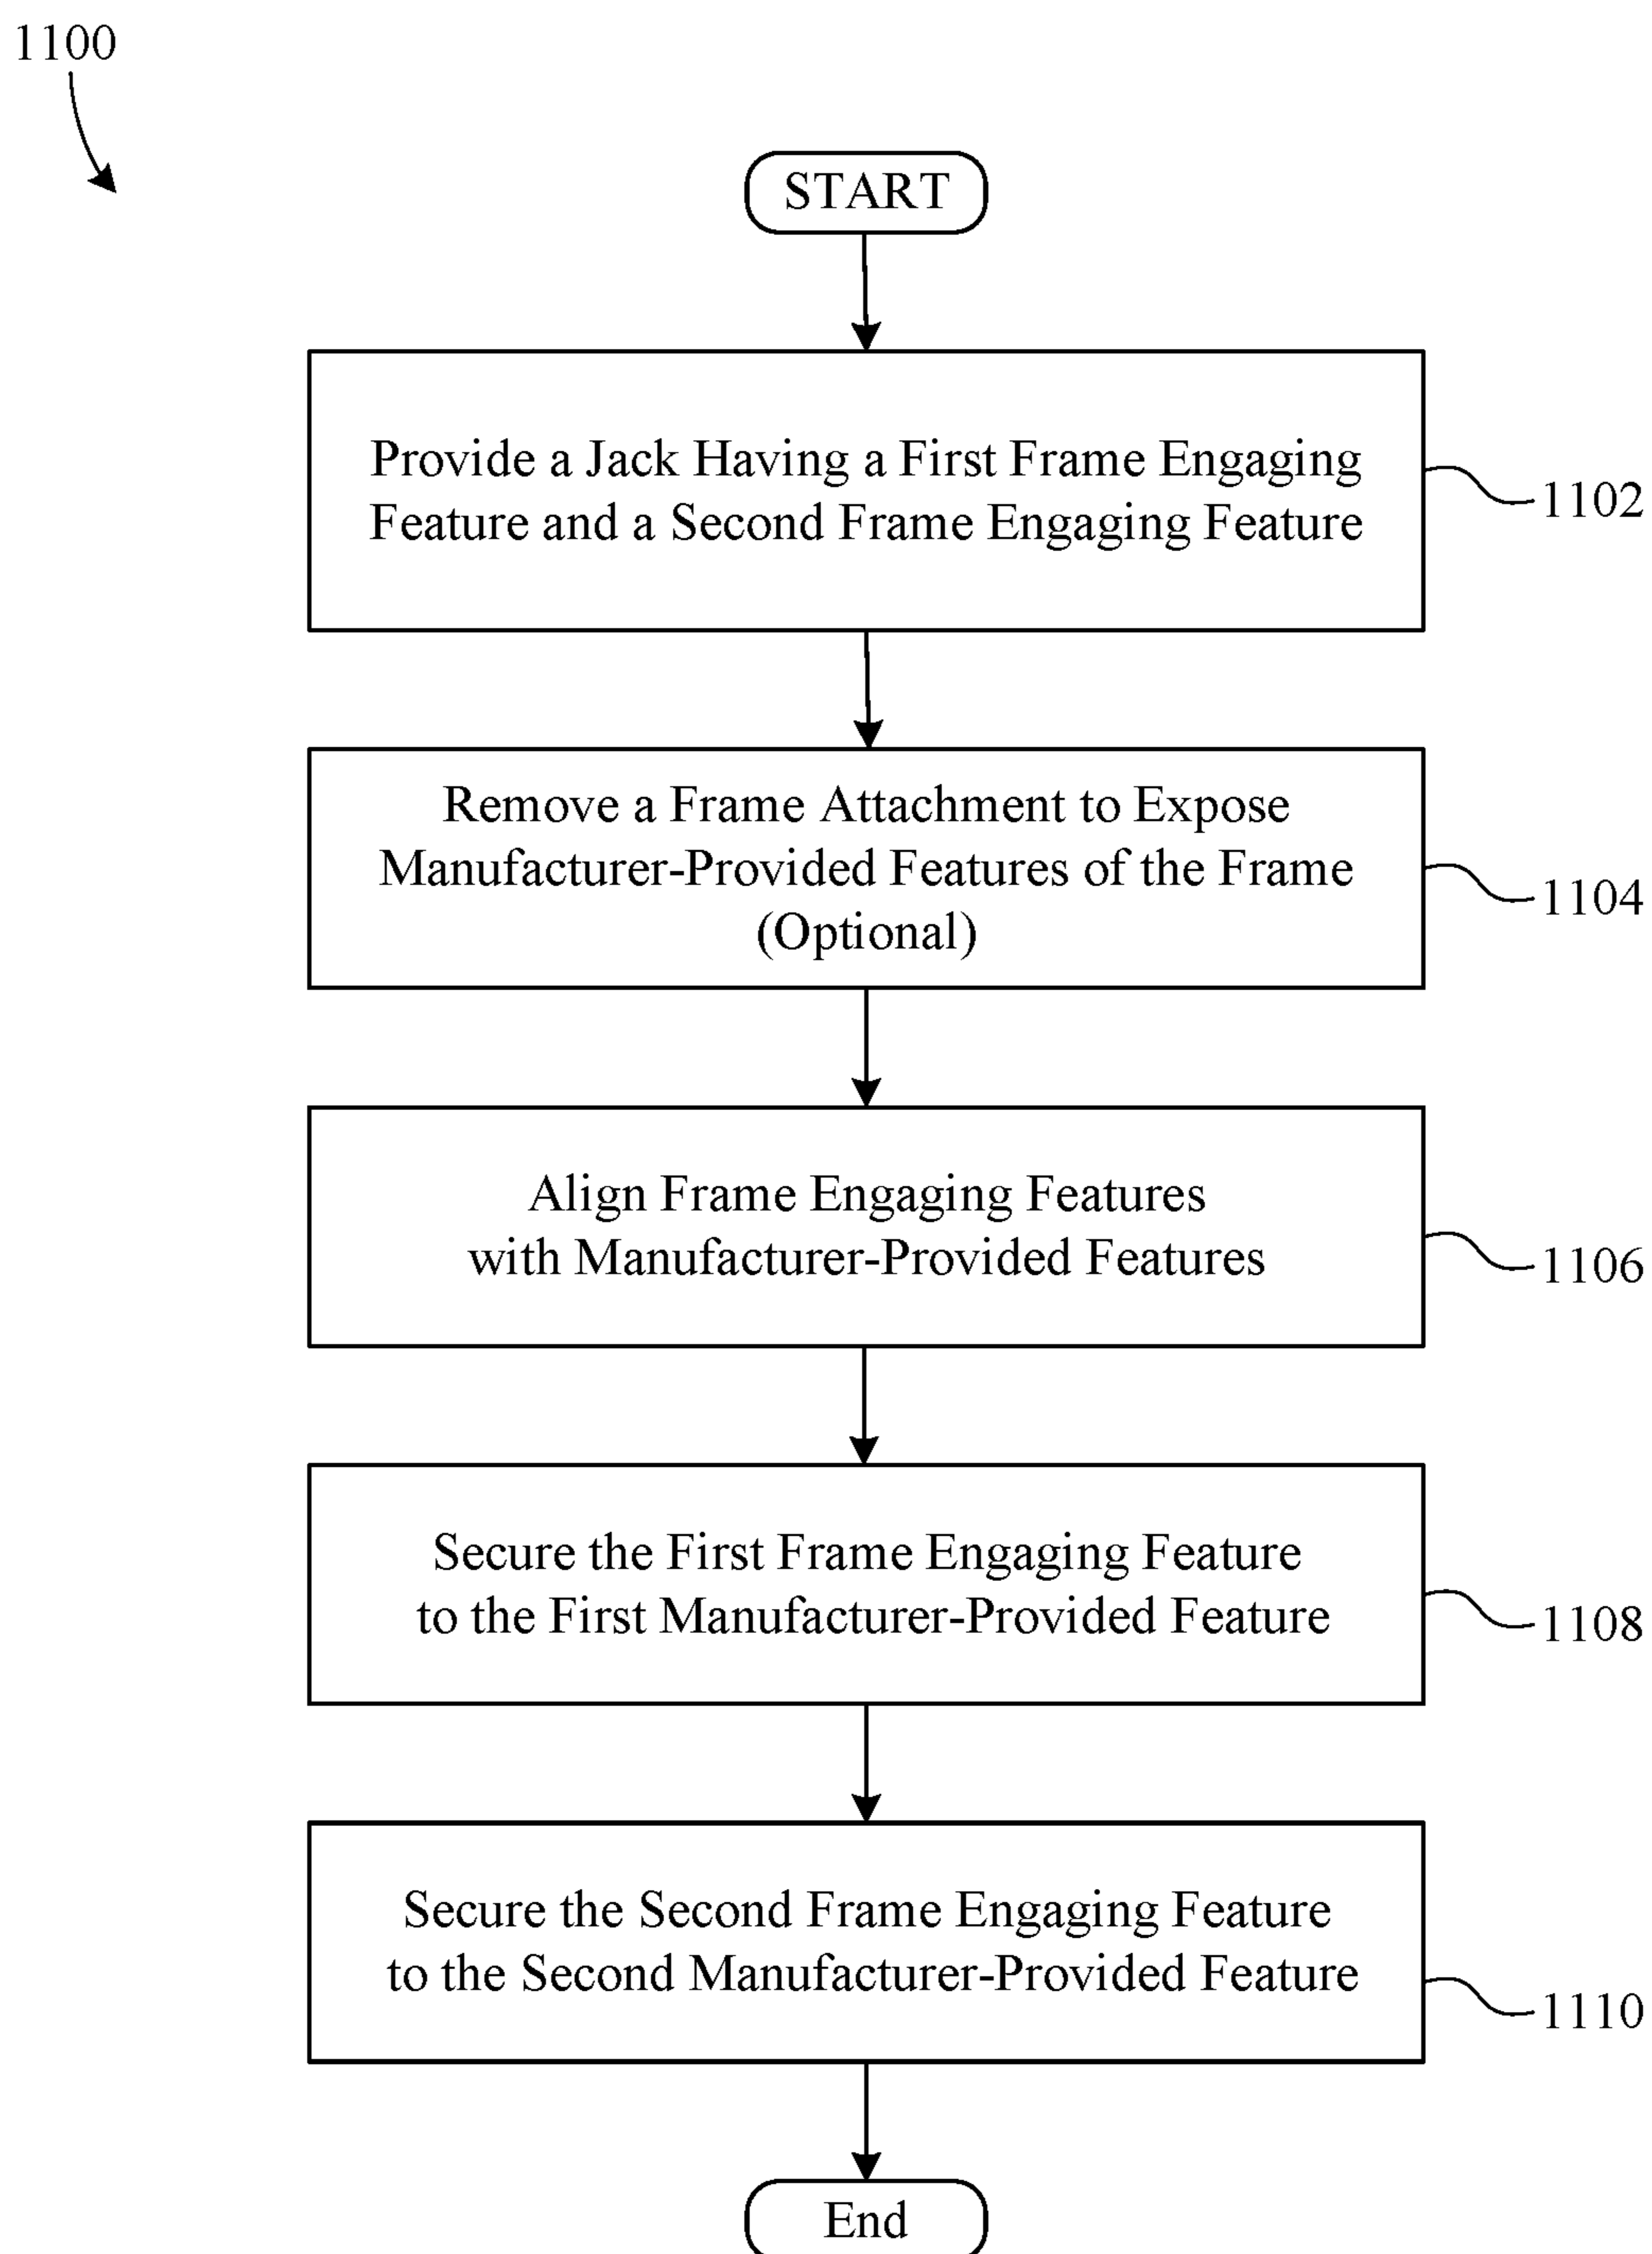 1100
START
Provide a Jack Having a First Frame Engaging
Feature and a Second Frame Engaging Feature
1102
Remove a Frame Attachment to Expose
Manufacturer-Provided Features of the Frame
(Optional)
1104
Align Frame Engaging Features
with Manufacturer-Provided Features
1106
Secure the First Frame Engaging Feature
to the First Manufacturer-Provided Feature
1108
Secure the Second Frame Engaging Feature
to the Second Manufacturer-Provided Feature
1110
End